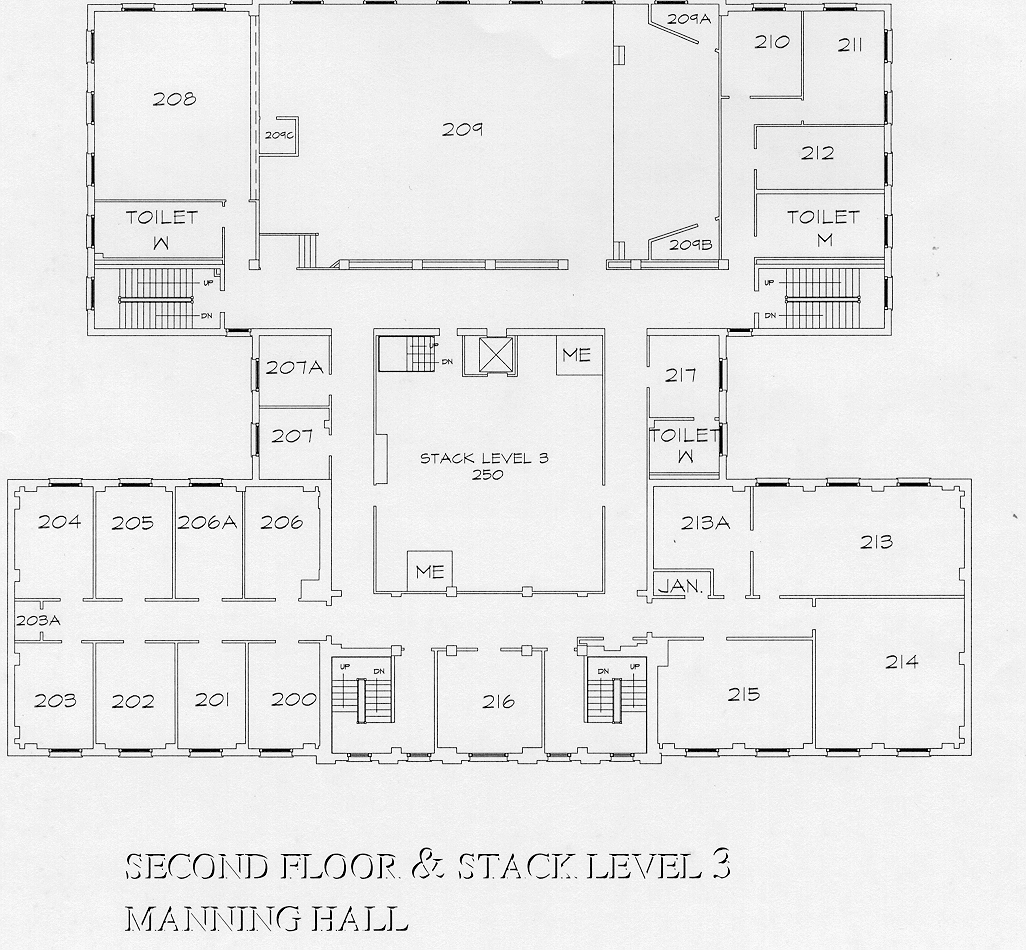 209A
210
211
208
209
209C
212
TOILET
W
TOILET
M
209B
UP
DN
UP
DN
207A
UP
DN
ME
217
207
TOILET
W
STACK LEVEL 3
250
204
205
206A
206
213A
213
ME
JAN.
203A
203
202
201
200
UP
DN
216
DN
UP
215
214
SECOND FLOOR & STACK LEVEL 3
MANNING HALL